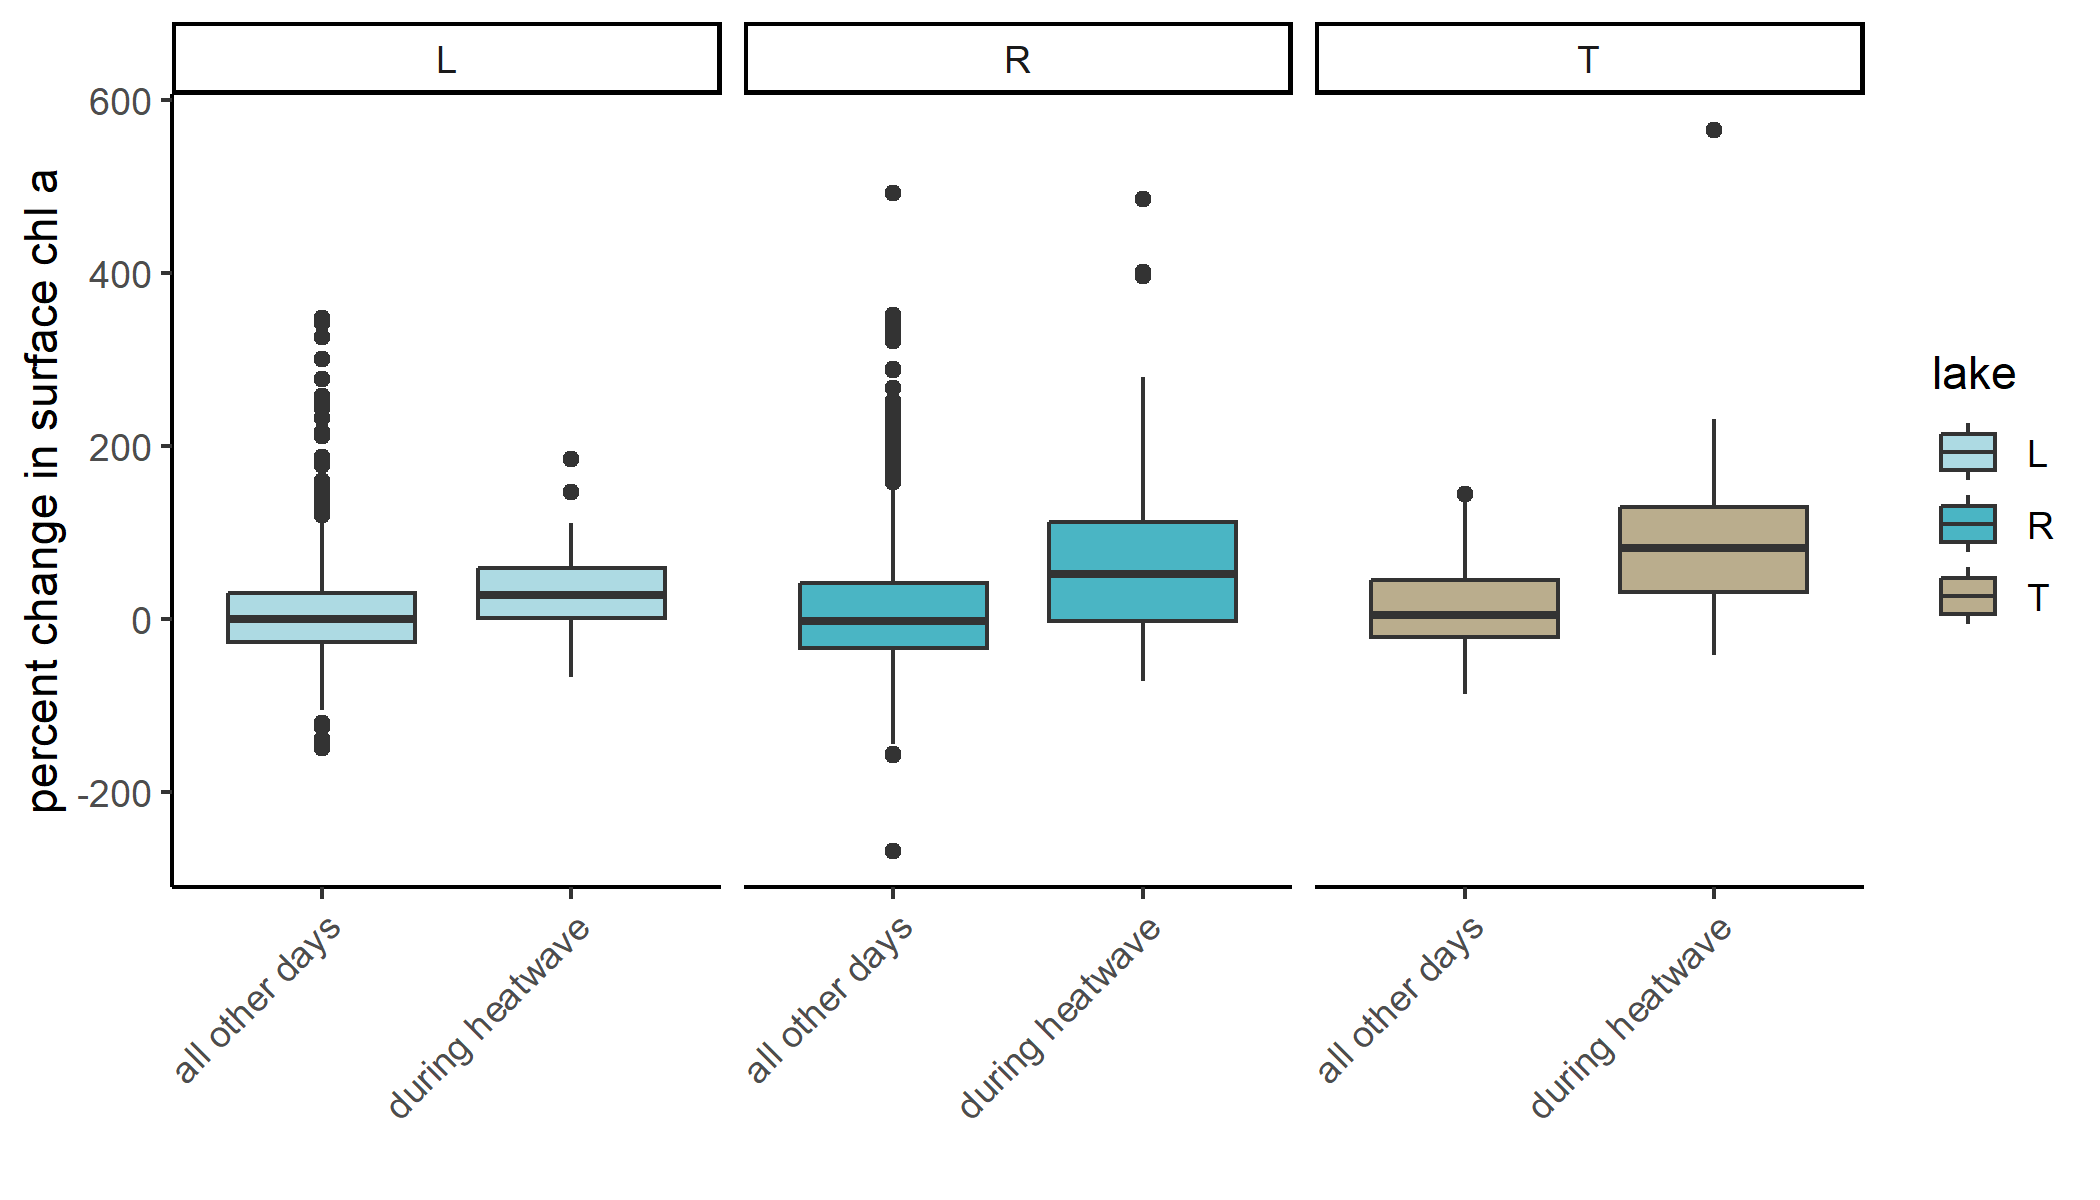 L
R
T
percent change in surface chl a
600
400
200
0
-200
all other days
during heatwave
all other days
during heatwave
all other days
during heatwave
lake
L
R
T